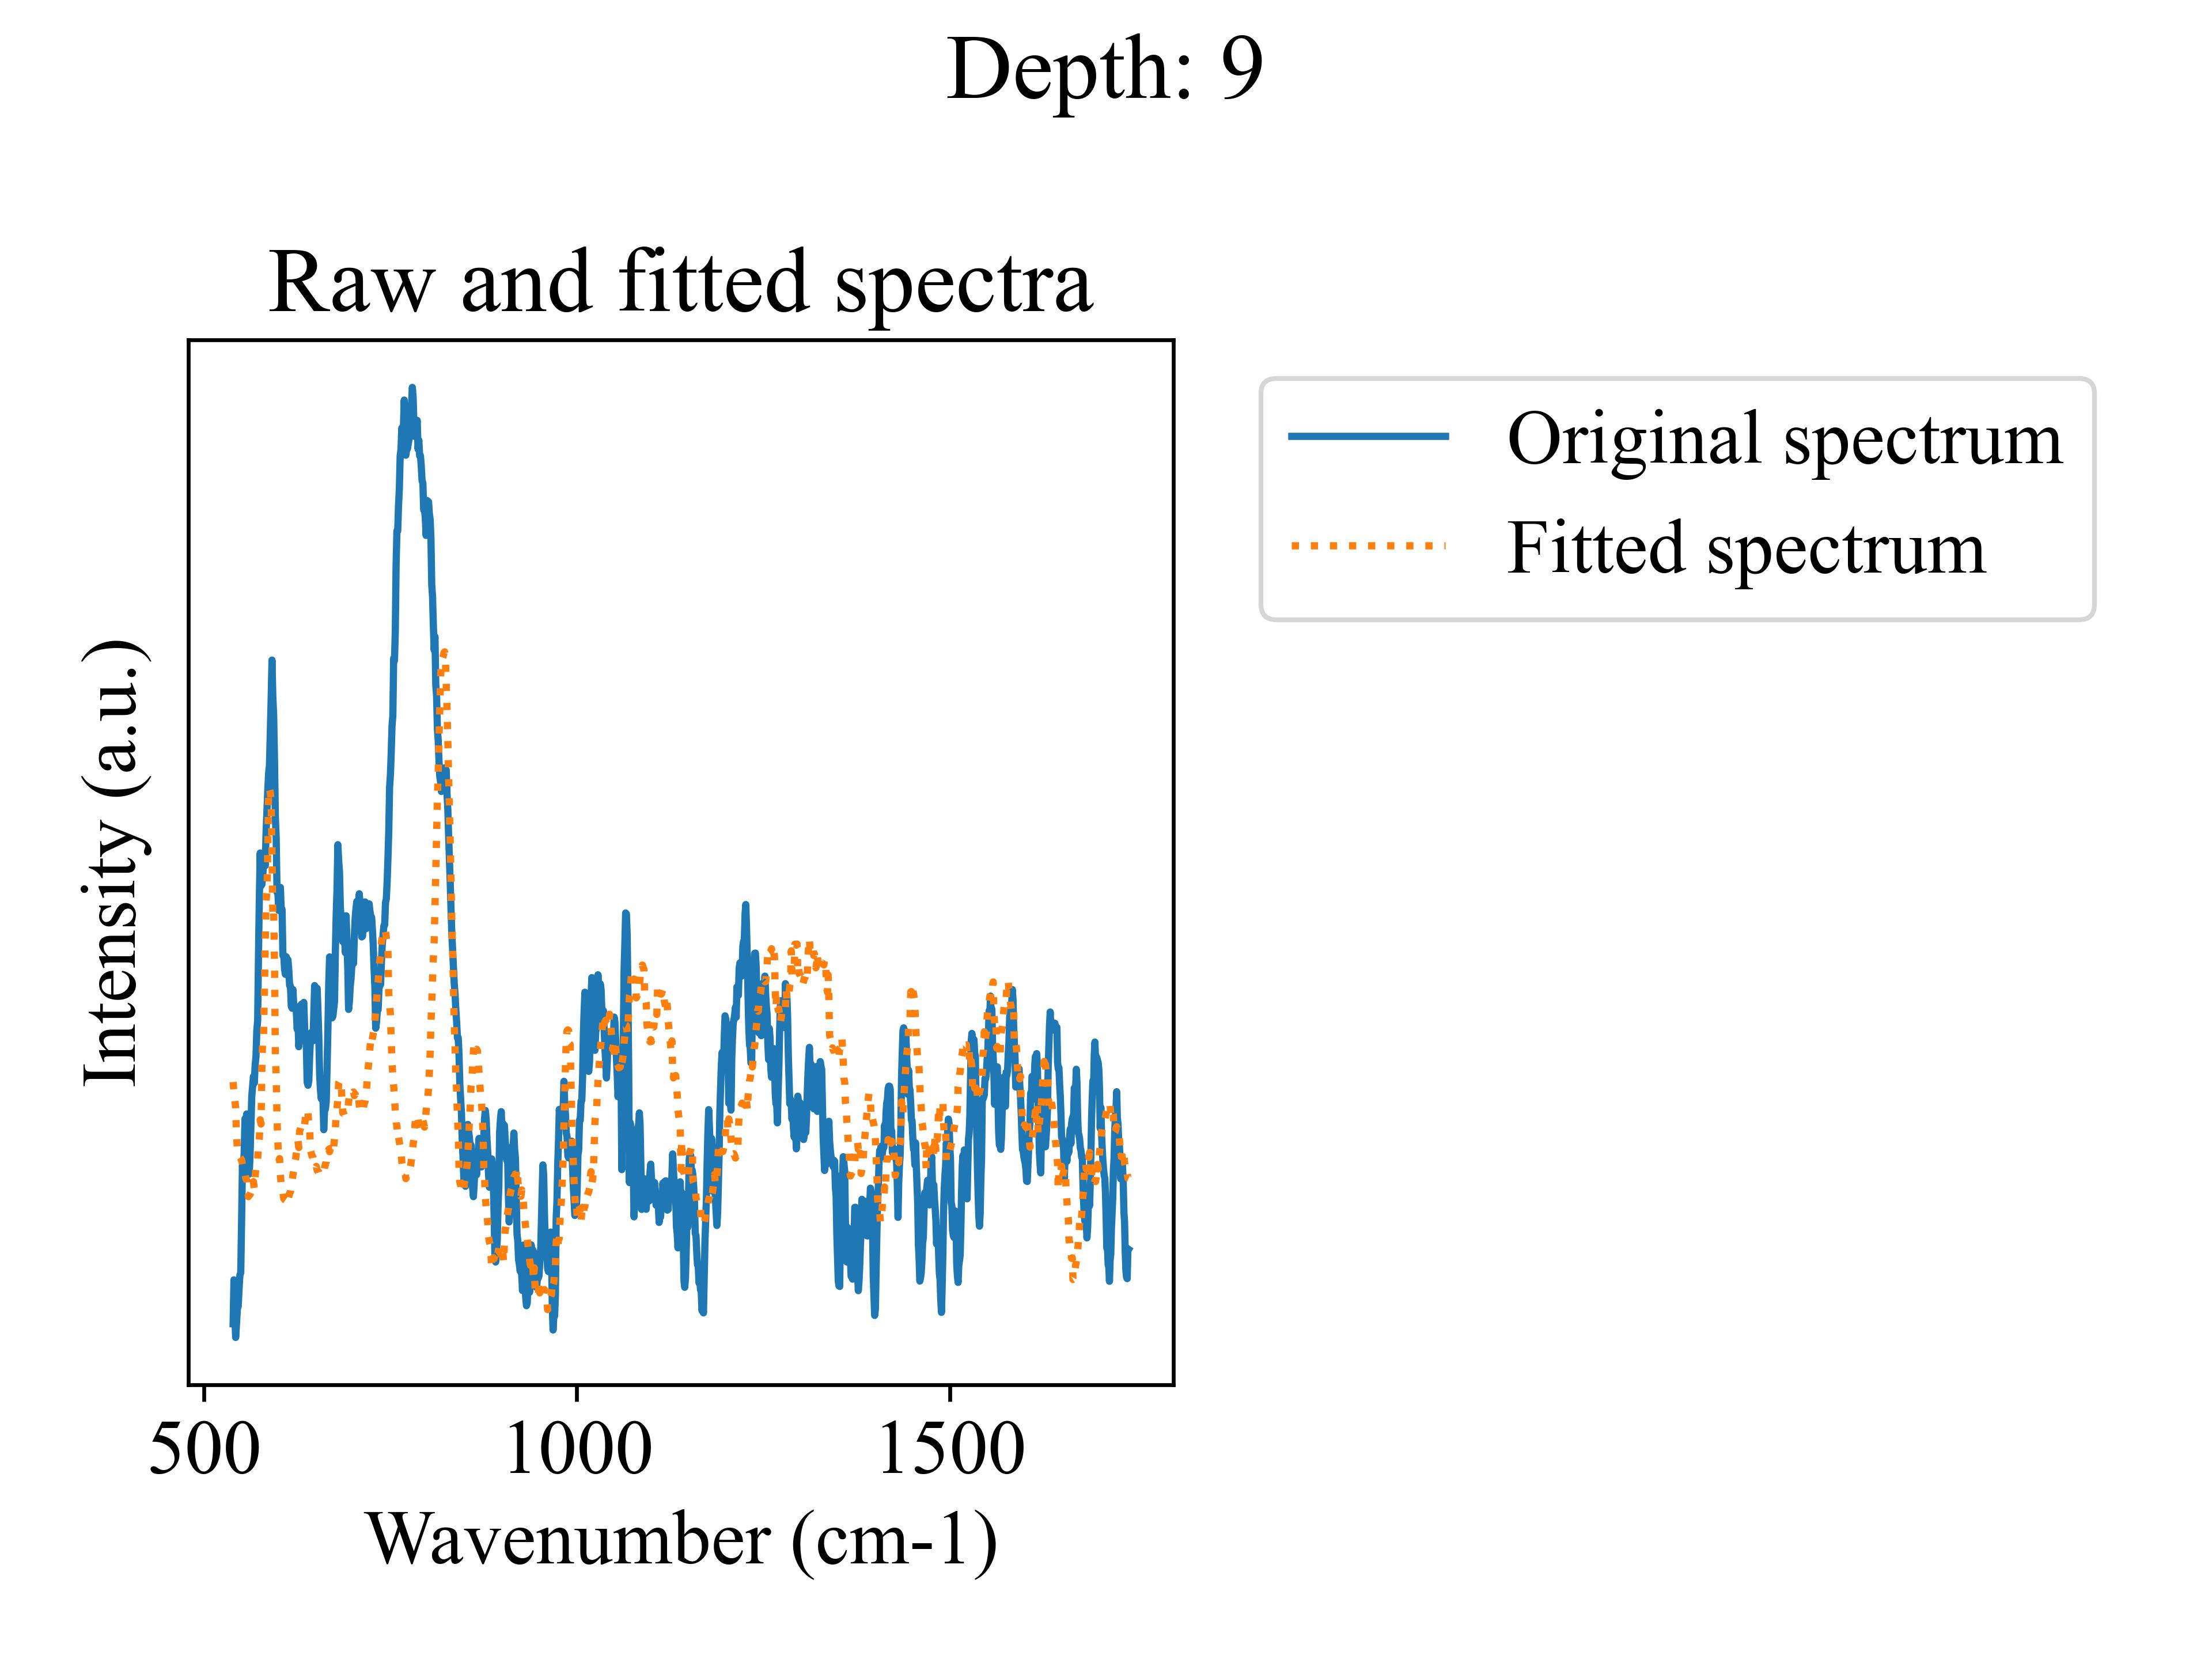 Depth: 9
Raw and fitted spectra
Original spectrum
Fitted spectrum
Intensity (a.u.)
500 1000 1500
Wavenumber (cm-1)